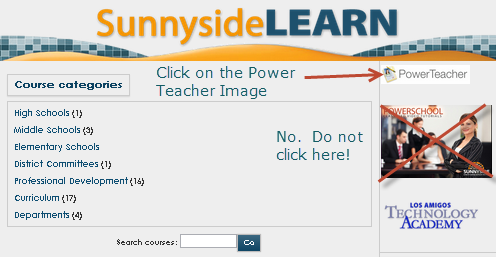 SunnysideLEARN
Click on the Power
Teacher Image
PowerTeacher
Course categories
High Schools (1)
Middle Schools (3)
Elementary Schools
District Committees (1)
Professional Development (16)
Curriculum (17)
Departments (4)
No. Do not
click here!
POWERSCHOOL
LOS AMIGOS
TECHNOLOGY
ACADEMY
Search courses:
Go